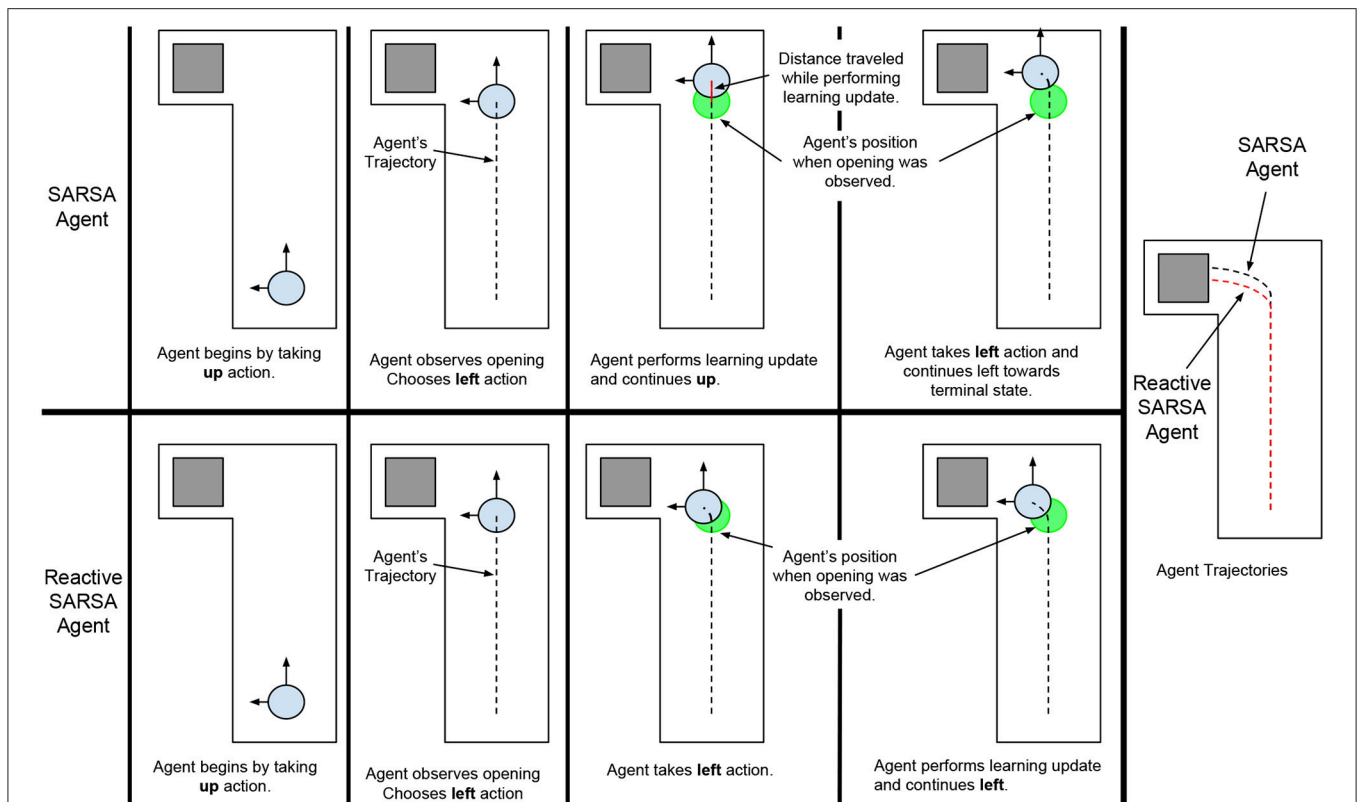 SARSA
Agent
Agent begins by taking
up action.
Agent's
Trajectory
Agent observes opening
Chooses left action
Distance traveled
while performing
learning update.
Agent's position
when opening was
observed.
Agent performs learning update
and continues up.
Agent takes left action and
continues left towards
terminal state.
Reactive
SARSA
Agent
Agent begins by taking
up action.
Agent's
Trajectory
Agent observes opening
Chooses left action
Agent's position
when opening was
observed.
Agent takes left action.
Agent performs learning update
and continues left.
SARSA
Agent
Reactive
SARSA
Agent
Agent Trajectories